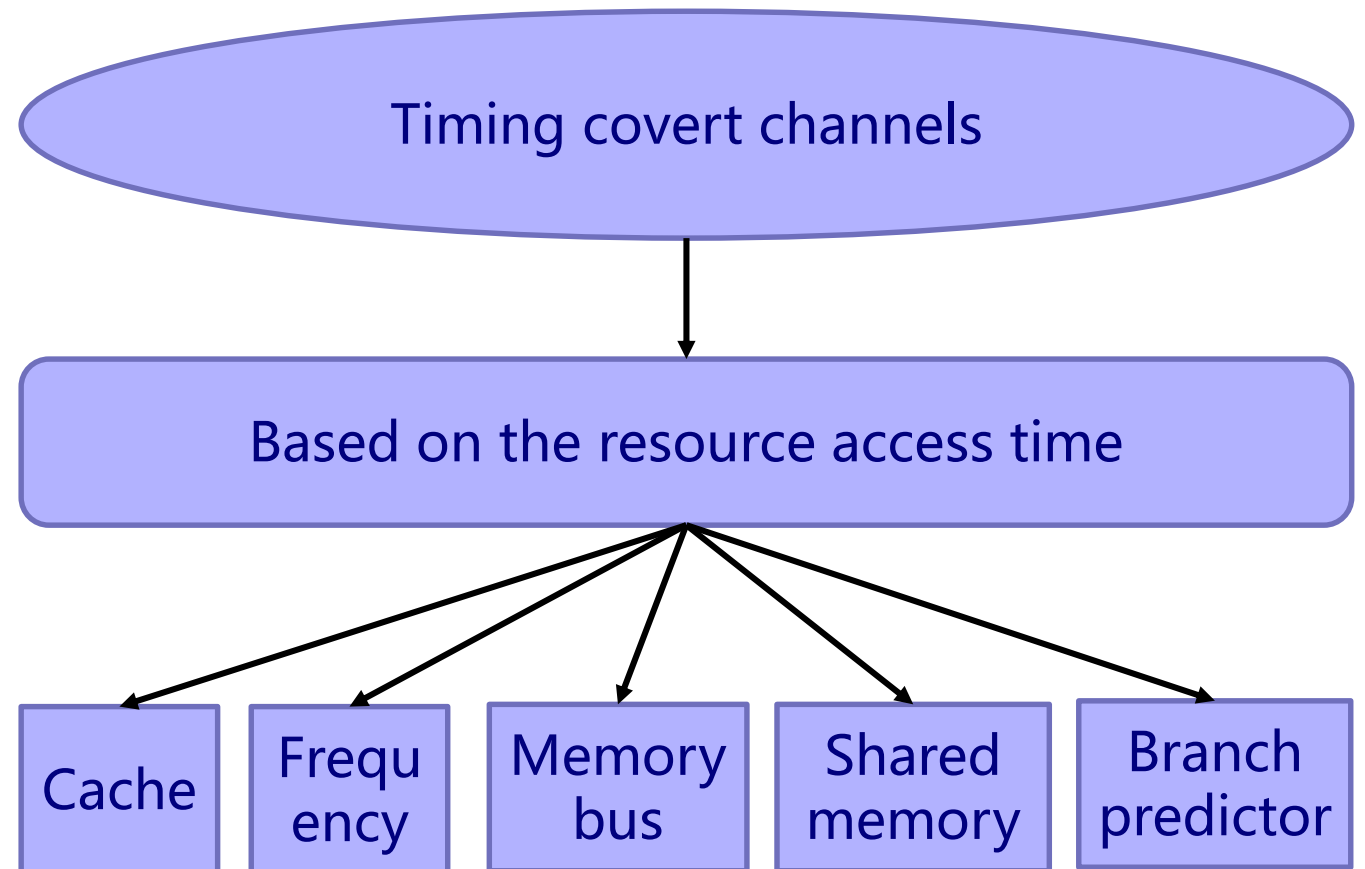 Timing covert channels
Based on the resource access time
Cache
Frequ
ency
Memory
bus
Shared
memory
Branch
predictor